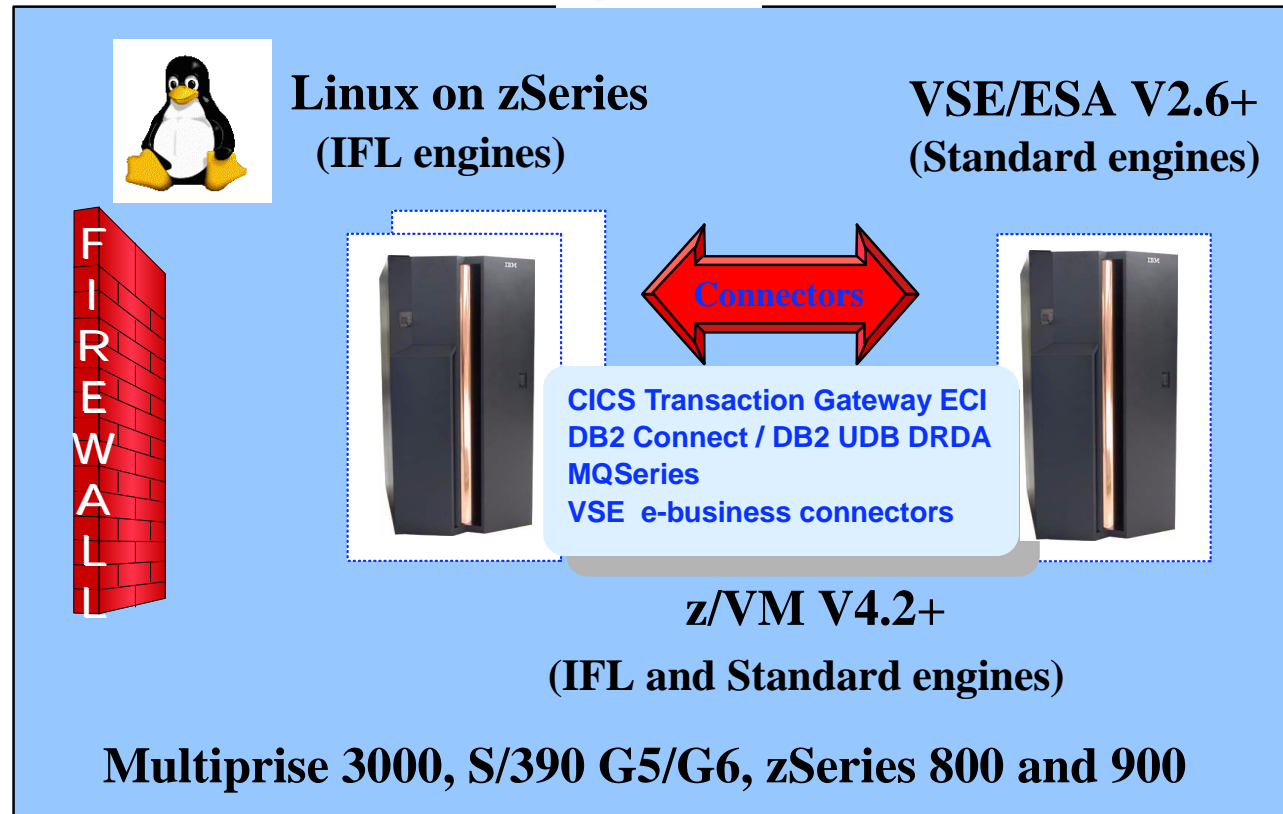 Linux on zSeries
(IFL engines)
VSE/ESA V2.6+
(Standard engines)
FIREWALL
IBM
IBM
Connectors
CICS Transaction Gateway ECI
DB2 Connect / DB2 UDB DRDA
MQSeries
VSE e-business connectors
z/VM V4.2+
(IFL and Standard engines)
Multiprise 3000, S/390 G5/G6, zSeries 800 and 900